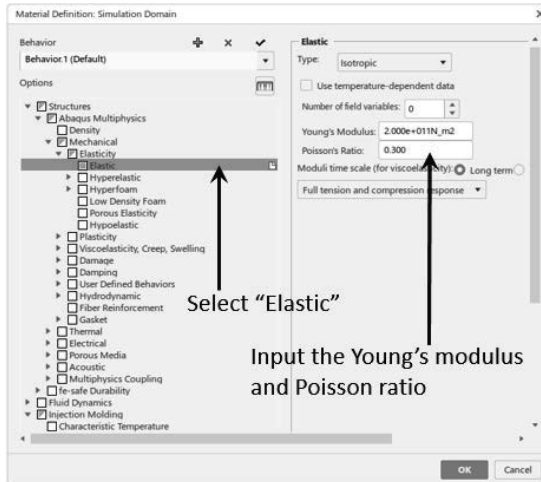 Material Definition: Simulation Domain
Behavior
Behavior.1 (Default)
Options
Structures
Abaqus Multiphysics
Density
Mechanical
Elasticity
Elastic
Hyperelastic
Hyperfoam
Low Density Foam
Porous Elasticity
Hypoelastic
Plasticity
Viscoelasticity, Creep, Swelling
Damage
Damping
User Defined Behaviors
Hydrodynamic
Fiber Reinforcement
Gasket
Thermal
Electrical
Porous Media
Acoustic
Multiphysics Coupling
fe-safe Durability
Fluid Dynamics
Injection Molding
Characteristic Temperature
Elastic
Type: Isotropic
Use temperature-dependent data
Number of field variables: 0
Young's Modulus: 2.000e+011N_m2
Poisson's Ratio: 0.300
Moduli time scale (for viscoelasticity): Long term
Full tension and compression response
Select “Elastic”
Input the Young’s modulus
and Poisson ratio
OK Cancel